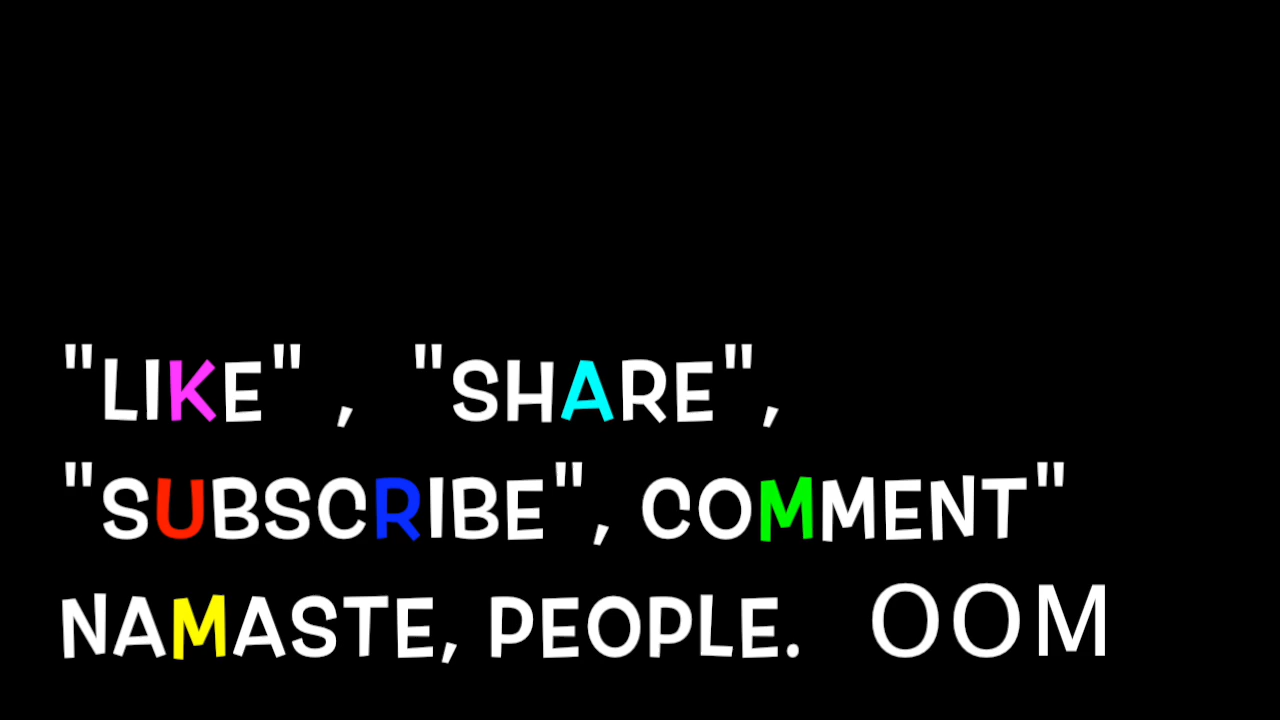 "LIKE" , "SHARE",
"SUBSCRIBE", COMMENT"
NAMASTE, PEOPLE. OOM